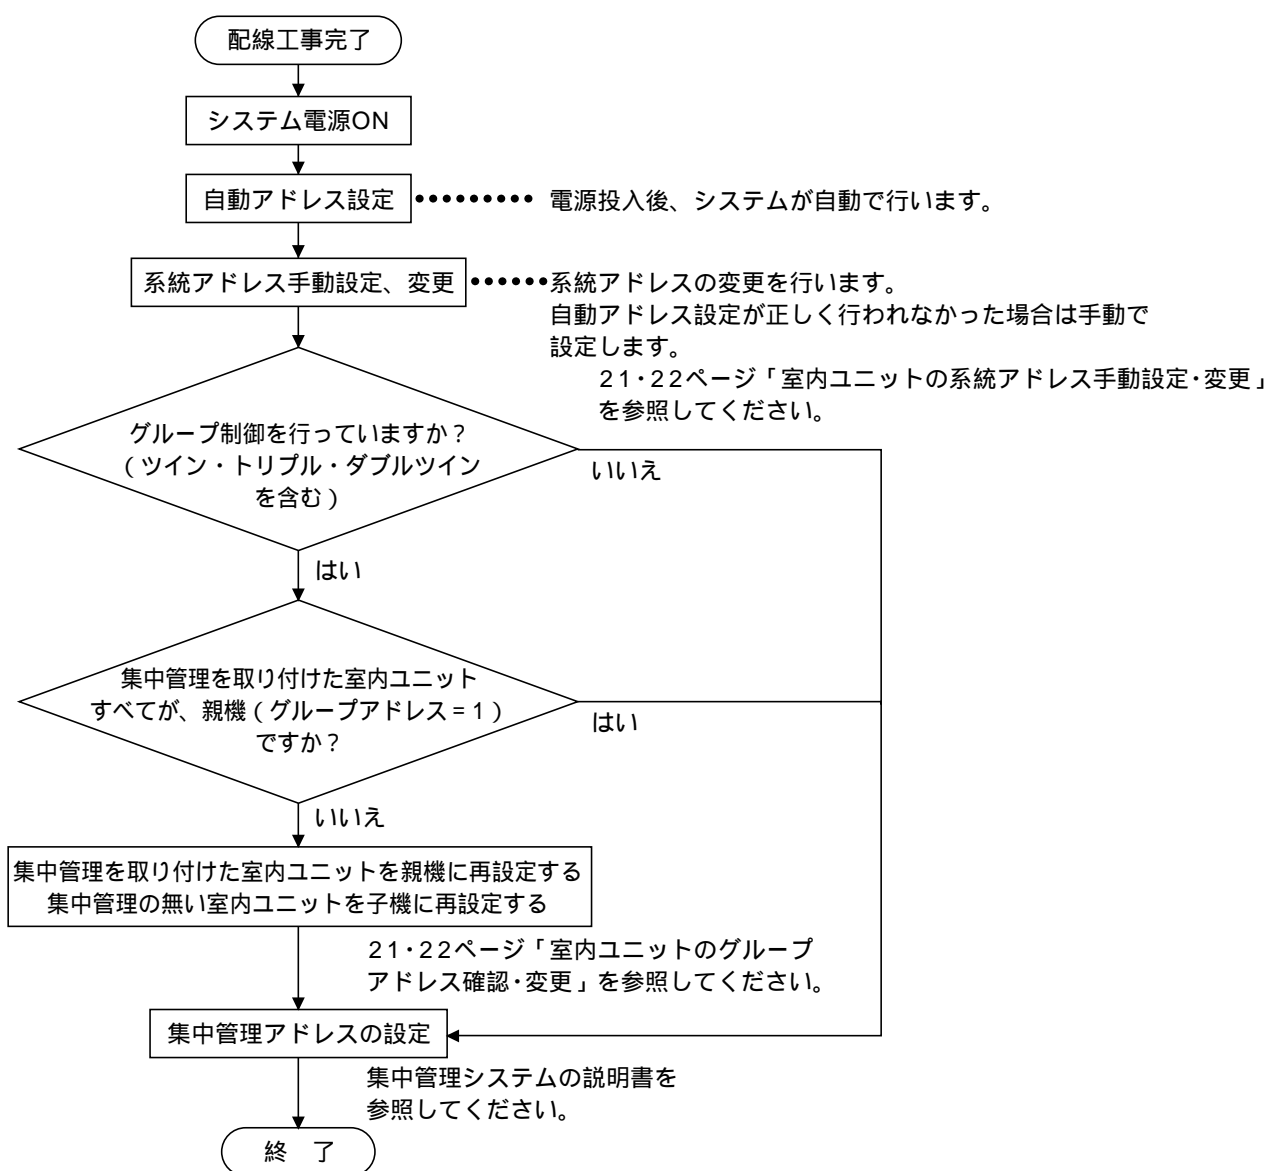 配線工事完了
システム電源ON
自動アドレス設定
電源投入後、システムが自動で行います。
系統アドレス手動設定、変更
系統アドレスの変更を行います。
自動アドレス設定が正しく行われなかった場合は手動で
設定します。
21・22ページ「室内ユニットの系統アドレス手動設定・変更」
を参照してください。
グループ制御を行っていますか?
(ツイン・トリプル・ダブルツイン
を含む)
いいえ
はい
集中管理を取り付けた室内ユニット
すべてが、親機(グループアドレス=1)
ですか?
はい
いいえ
集中管理を取り付けた室内ユニットを親機に再設定する
集中管理の無い室内ユニットを子機に再設定する
21・22ページ「室内ユニットのグループ
アドレス確認・変更」を参照してください。
集中管理アドレスの設定
集中管理システムの説明書を
参照してください。
終 了